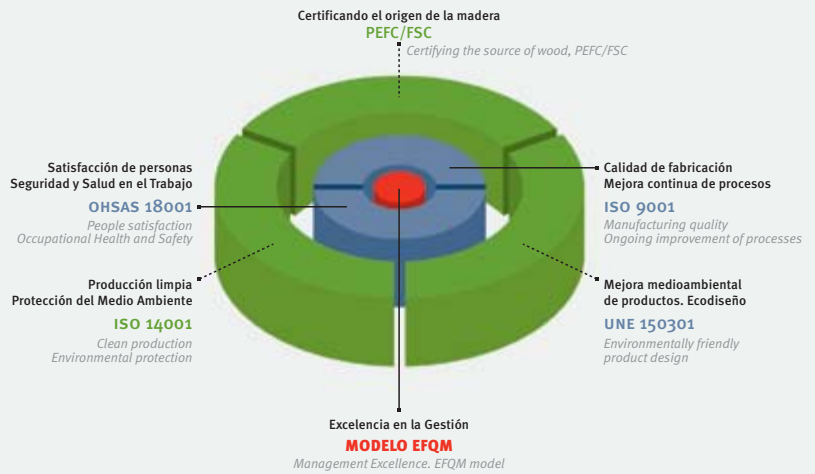 Certificando el origen de la madera
PEFC/FSC
Certifying the source of wood, PEFC/FSC
Satisfacción de personas
Seguridad y Salud en el Trabajo
OHSAS 18001
People satisfaction
Occupational Health and Safety
Calidad de fabricación
Mejora continua de procesos
ISO 9001
Manufacturing quality
Ongoing improvement of processes
Producción limpia
Protección del Medio Ambiente
ISO 14001
Clean production
Environmental protection
Mejora medioambiental
de productos. Ecodiseño
UNE 150301
Environmentally friendly
product design
Excelencia en la Gestión
MODELO EFQM
Management Excellence. EFQM model